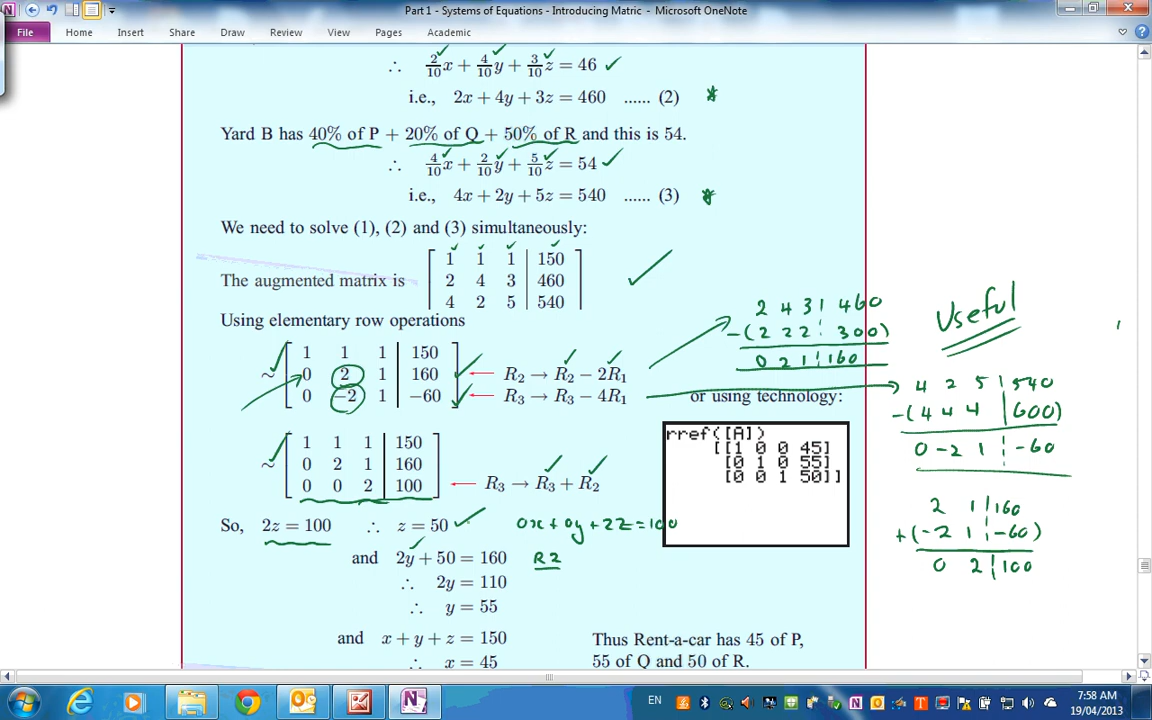 Part 1 - Systems of Equations - Introducing Matric - Microsoft OneNote
File Home Insert Share Draw Review View Pages Academic
∴ 2/10x + 4/10y + 3/10z = 46
i.e., 2x + 4y + 3z = 460 ...... (2)
Yard B has 40% of P + 20% of Q + 50% of R and this is 54.
∴ 4/10x + 2/10y + 5/10z = 54
i.e., 4x + 2y + 5z = 540 ...... (3)
We need to solve (1), (2) and (3) simultaneously:
1 1 1 | 150
The augmented matrix is 2 4 3 | 460
4 2 5 | 540
Using elementary row operations
1 1 1 | 150
~ 0 2 1 | 160 ← R2 → R2 − 2R1
0 −2 1 | −60 ← R3 → R3 − 4R1
1 1 1 | 150
~ 0 2 1 | 160
0 0 2 | 100 ← R3 → R3 + R2
So, 2z = 100 ∴ z = 50 0x + 0y + 2z = 100
and 2y + 50 = 160 R2
∴ 2y = 110
∴ y = 55
and x + y + z = 150
∴ x = 45
or using technology:
rref([A])
[[1 0 0 45]
[0 1 0 55]
[0 0 1 50]]
Thus Rent-a-car has 45 of P,
55 of Q and 50 of R.
2 4 3 | 460
−(2 2 2 | 300)
0 2 1 | 160
Useful
4 2 5 | 540
−(4 4 4 | 600)
0 -2 1 | -60
2 1 | 160
+(-2 1 | -60)
0 2 | 100
EN
7:58 AM
19/04/2013